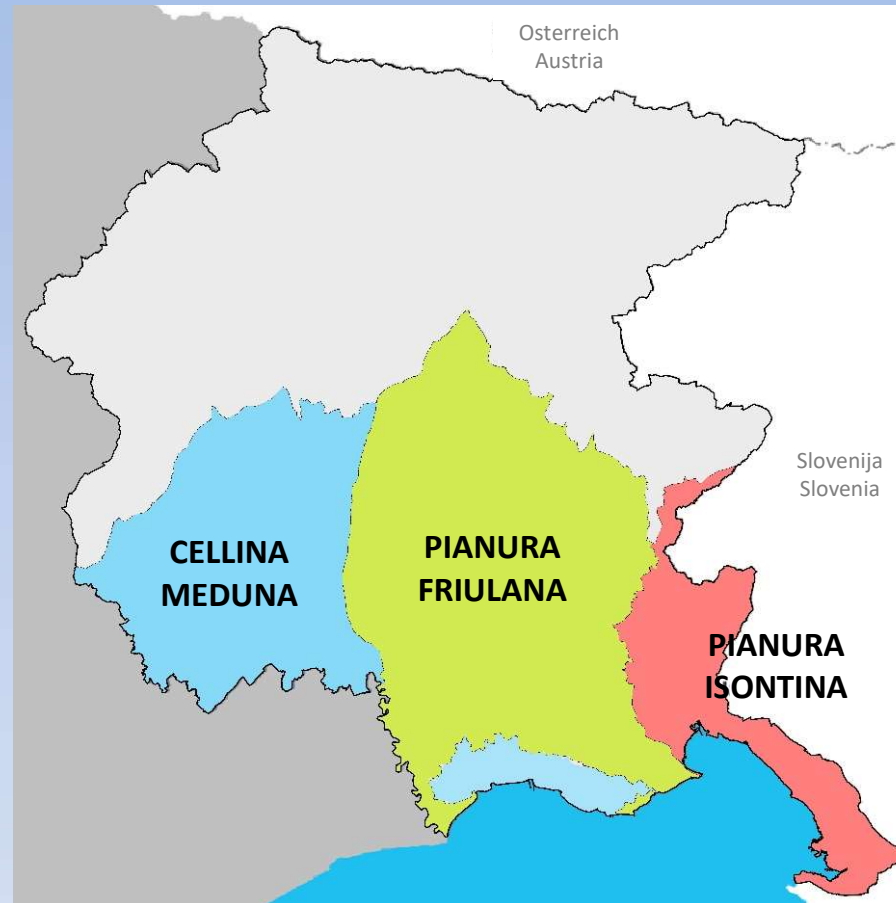 Osterreich
Austria
Slovenija
Slovenia
CELLINA
MEDUNA
PIANURA
FRIULANA
PIANURA
ISONTINA